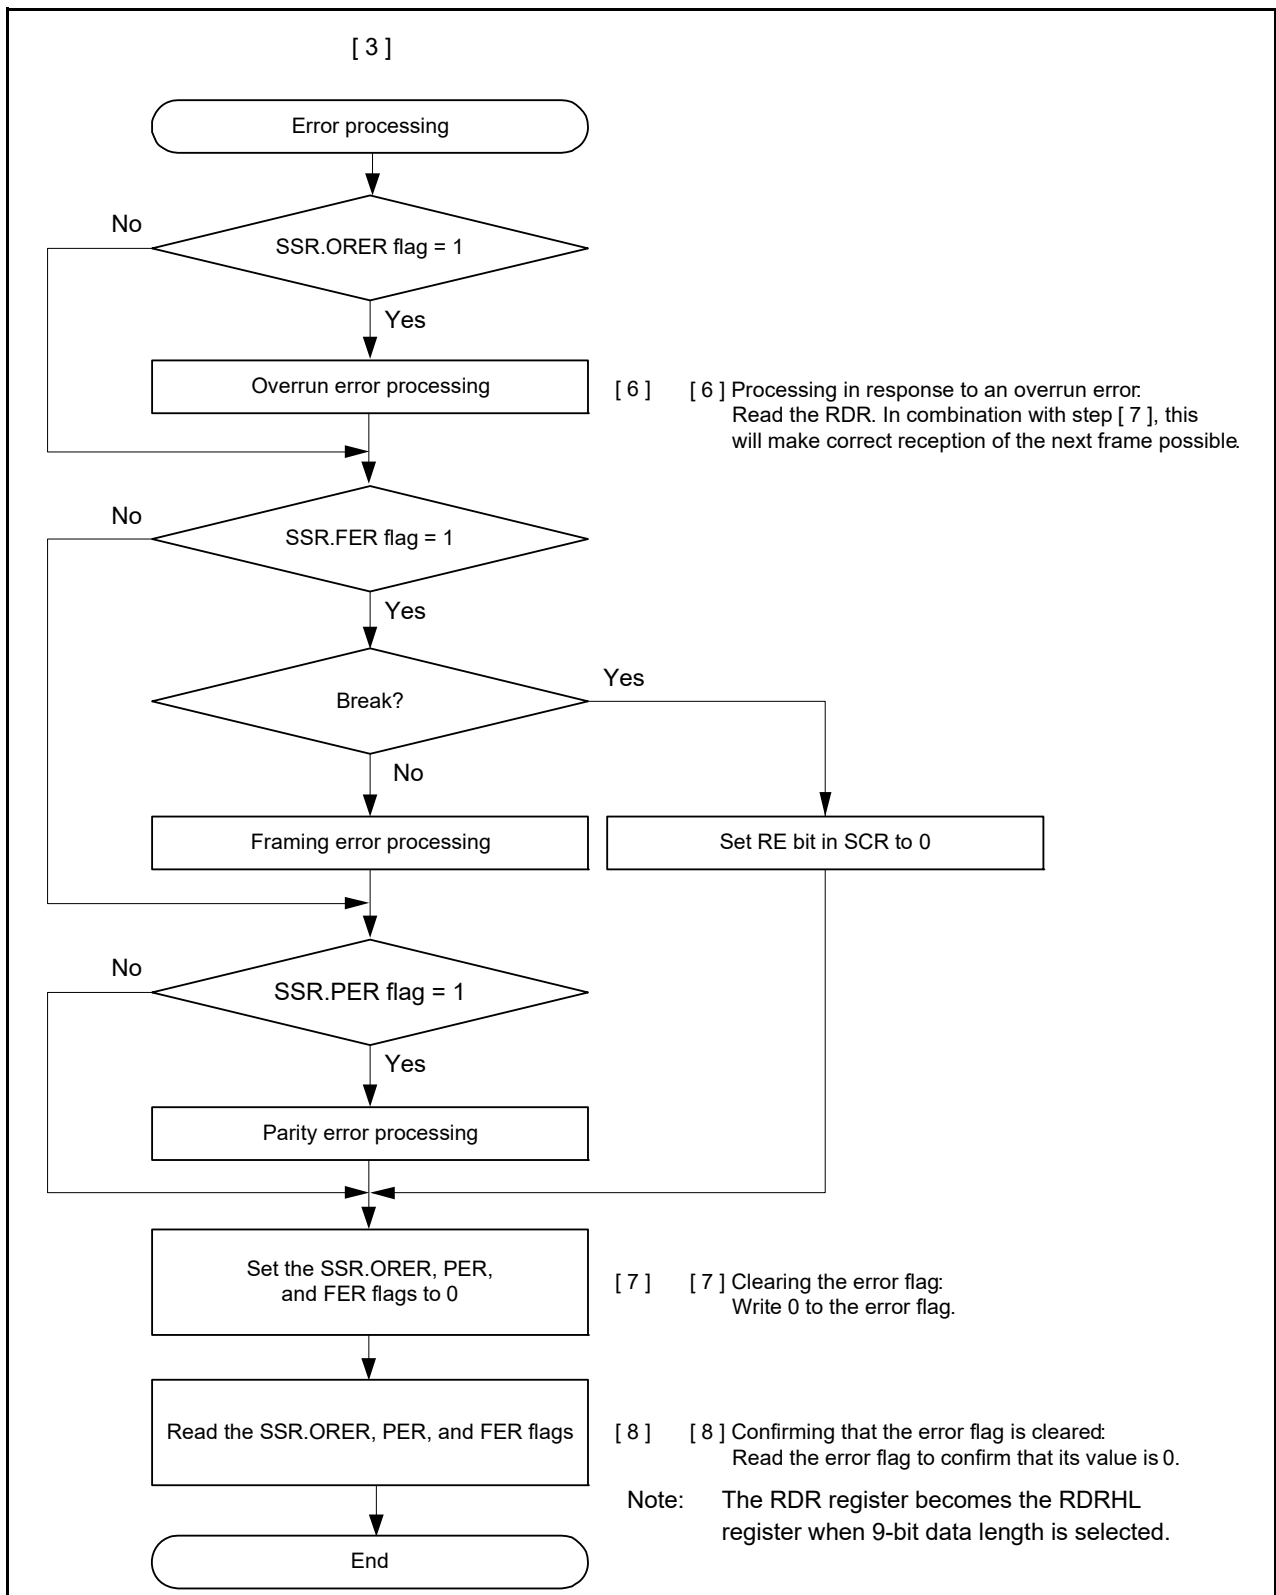 [ 3 ]
Error processing
No
SSR.ORER flag = 1
Yes
Overrun error processing
[ 6 ]
[ 6 ] Processing in response to an overrun error:
Read the RDR. In combination with step [ 7 ], this
will make correct reception of the next frame possible.
No
SSR.FER flag = 1
Yes
Break?
Yes
No
Framing error processing
Set RE bit in SCR to 0
No
SSR.PER flag = 1
Yes
Parity error processing
Set the SSR.ORER, PER,
and FER flags to 0
[ 7 ]
[ 7 ] Clearing the error flag:
Write 0 to the error flag.
Read the SSR.ORER, PER, and FER flags
[ 8 ]
[ 8 ] Confirming that the error flag is cleared:
Read the error flag to confirm that its value is 0.
Note: The RDR register becomes the RDRHL
register when 9-bit data length is selected.
End